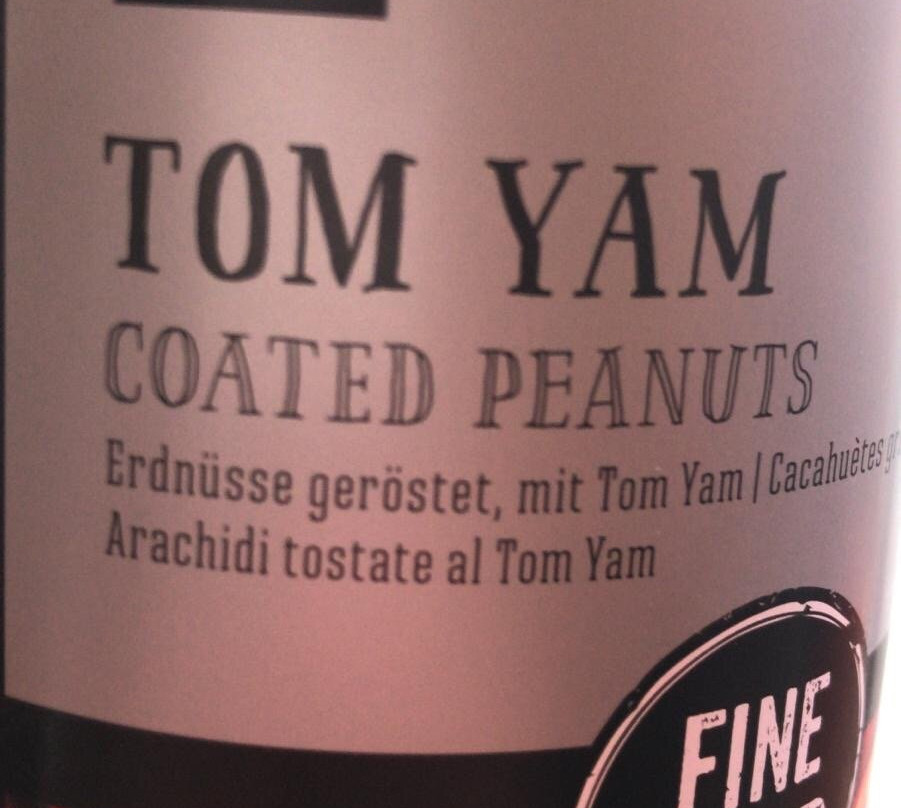 TOM YAM
COATED PEANUTS
Erdnüsse geröstet, mit Tom Yam | Cacahuètes
Arachidi tostate al Tom Yam
FINE